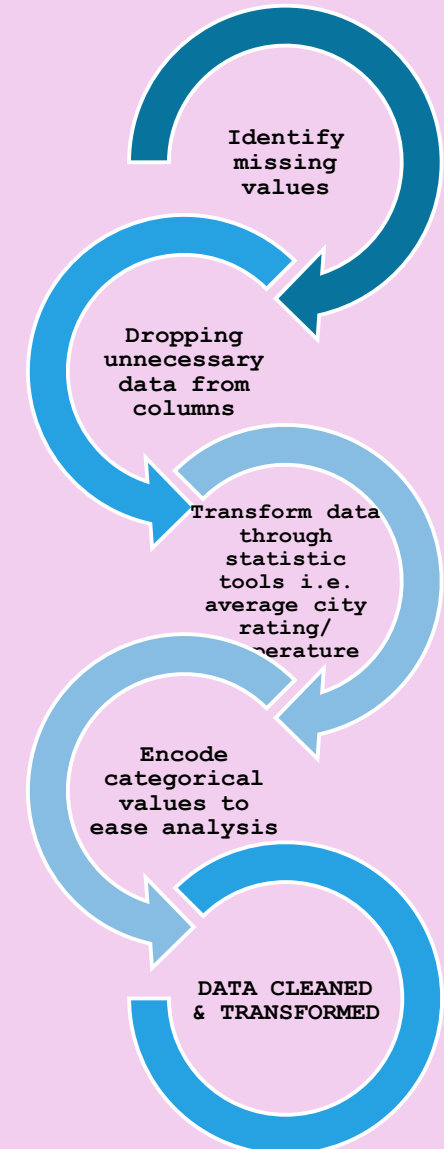 Identify
missing
values
Dropping
unnecessary
data from
columns
Transform data
through
statistic
tools i.e.
average city
rating/
perature
Encode
categorical
values to
ease analysis
DATA CLEANED
& TRANSFORMED